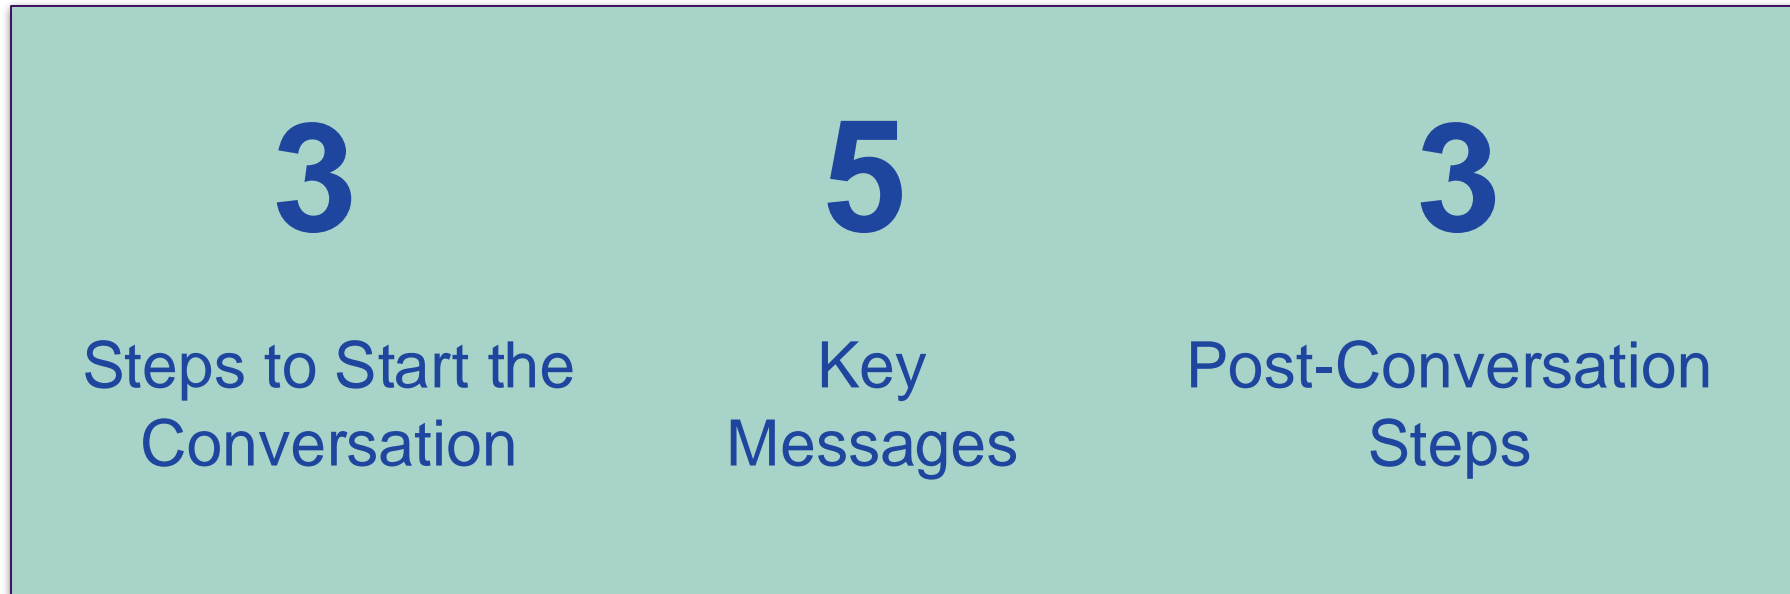 3
Steps to Start the
Conversation
5
Key
Messages
3
Post-Conversation
Steps